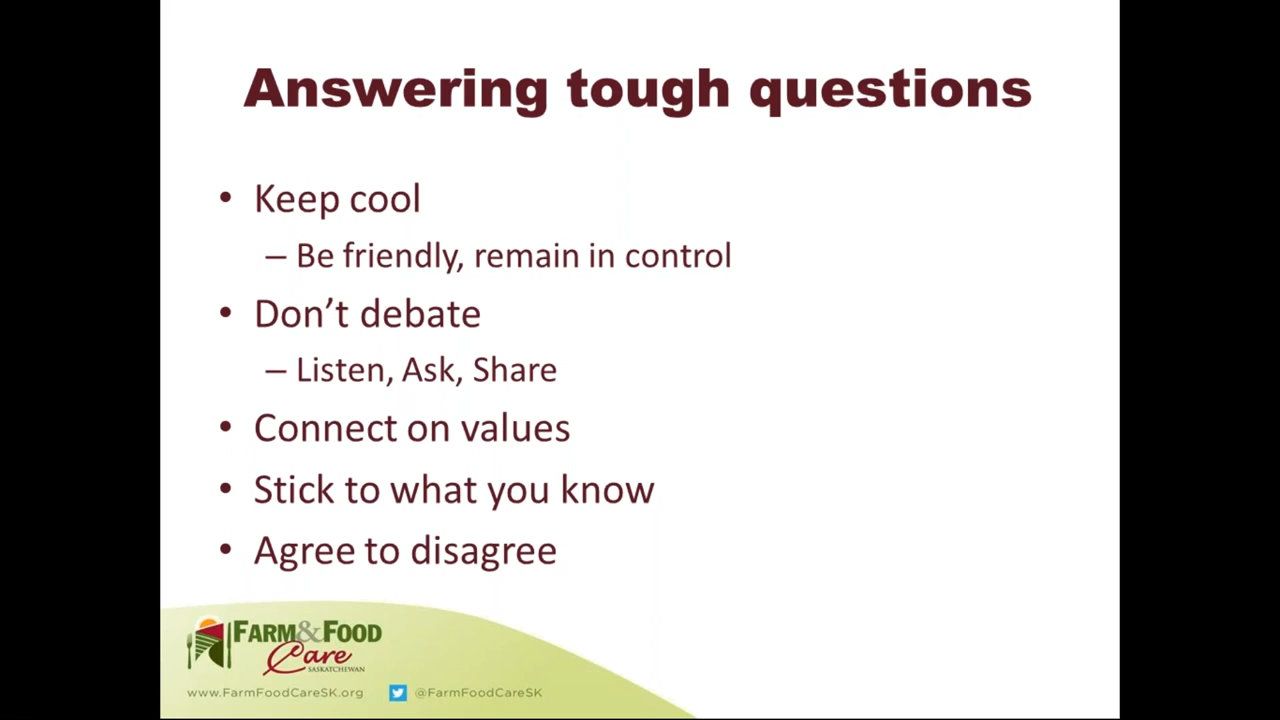 Answering tough questions
• Keep cool
– Be friendly, remain in control
• Don’t debate
– Listen, Ask, Share
• Connect on values
• Stick to what you know
• Agree to disagree
FARM&FOOD
Care
SASKATCHEWAN
www.FarmFoodCareSK.org @FarmFoodCareSK